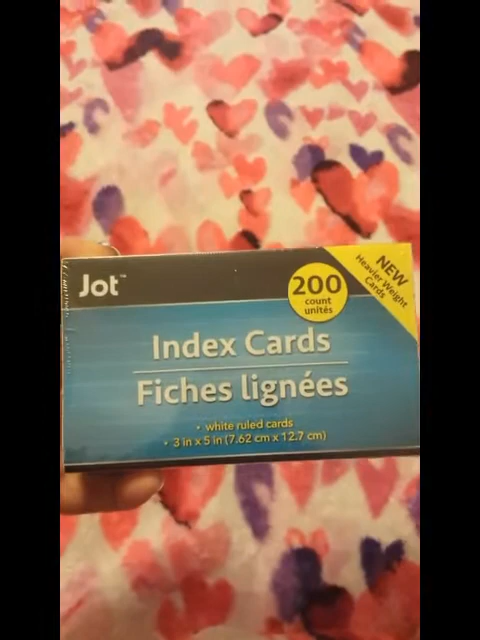 Jot™
200
count
unités
NEW
Heavier Weight
Cards
Index Cards
Fiches lignées
• white ruled cards
• 3 in x 5 in (7.62 cm x 12.7 cm)